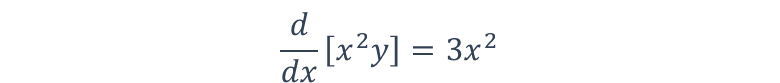 d/dx [x²y] = 3x²